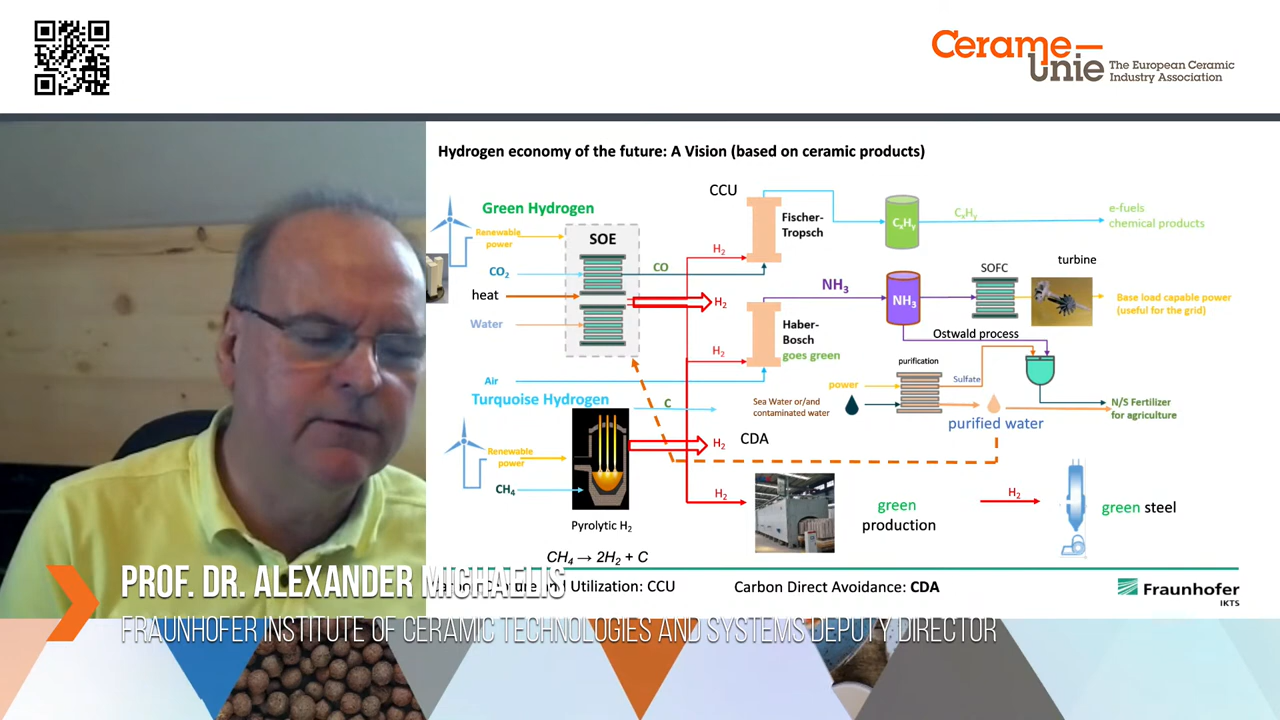 Cerame
unie The European Ceramic
Industry Association
Hydrogen economy of the future: A Vision (based on ceramic products)
Green Hydrogen
Renewable
power
CO₂
heat
Water
Air
SOE
CO
H₂
H₂
H₂
CCU
Fischer-
Tropsch
CₓHᵧ
CₓHᵧ
e-fuels
chemical products
NH₃
NH₃
SOFC
turbine
Base load capable power
(useful for the grid)
Haber-
Bosch
goes green
Ostwald process
purification
power
Sulfate
Sea Water or/and
contaminated water
purified water
N/S Fertilizer
for agriculture
Turquoise Hydrogen
C
Renewable
power
CH₄
Pyrolytic H₂
H₂
CDA
H₂
green
production
H₂
green steel
CH₄ → 2H₂ + C
Utilization: CCU
Carbon Direct Avoidance: CDA
Fraunhofer
IKTS
PROF. DR. ALEXANDER MICHAELIS
FRAUNHOFER INSTITUTE OF CERAMIC TECHNOLOGIES AND SYSTEMS DEPUTY DIRECTOR